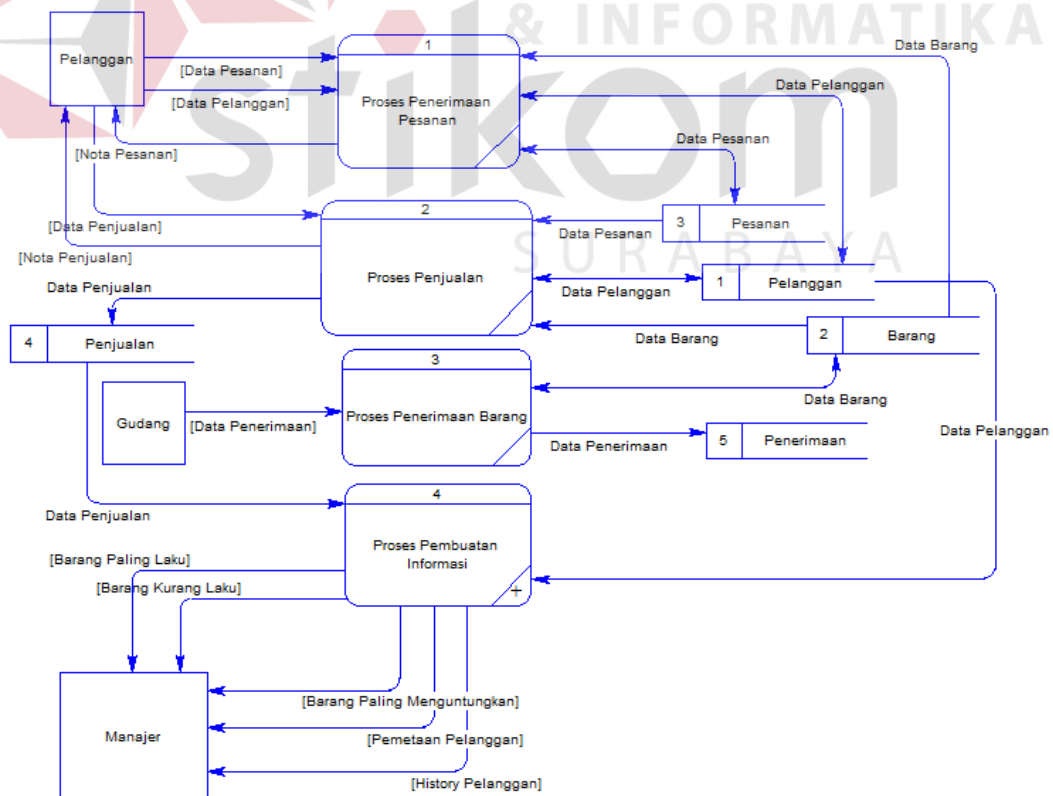 & INFORMATIKA
stikom
SURABAYA
Pelanggan
[Data Pesanan]
[Data Pelanggan]
[Nota Pesanan]
1
Proses Penerimaan
Pesanan
Data Barang
Data Pelanggan
Data Pesanan
[Data Penjualan]
[Nota Penjualan]
2
Proses Penjualan
Data Pesanan
3
Pesanan
Data Pelanggan
1
Pelanggan
Data Penjualan
4
Penjualan
Data Barang
2
Barang
3
Proses Penerimaan Barang
Data Barang
Gudang
[Data Penerimaan]
Data Penerimaan
5
Penerimaan
Data Pelanggan
Data Penjualan
4
Proses Pembuatan
Informasi
+
[Barang Paling Laku]
[Barang Kurang Laku]
Manajer
[Barang Paling Menguntungkan]
[Pemetaan Pelanggan]
[History Pelanggan]